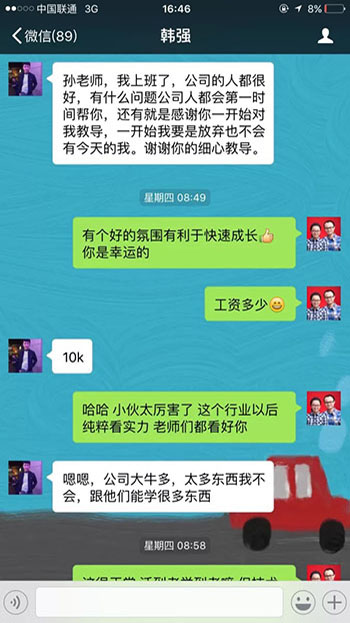 中国联通 3G 16:46 8%
微信(89) 韩强
孙老师，我上班了，公司的人都很
好，有什么问题公司人都会第一时
间帮你，还有就是感谢你一开始对
我教导，一开始我要是放弃也不会
有今天的我。谢谢你的细心教导。
星期四 08:49
有个好的氛围有利于快速成长👍
你是幸运的
工资多少😄
10k
哈哈 小伙太厉害了 这个行业以后
纯粹看实力 老师们都看好你
嗯嗯，公司大牛多，太多东西我不
会，跟他们能学很多东西
星期四 08:58